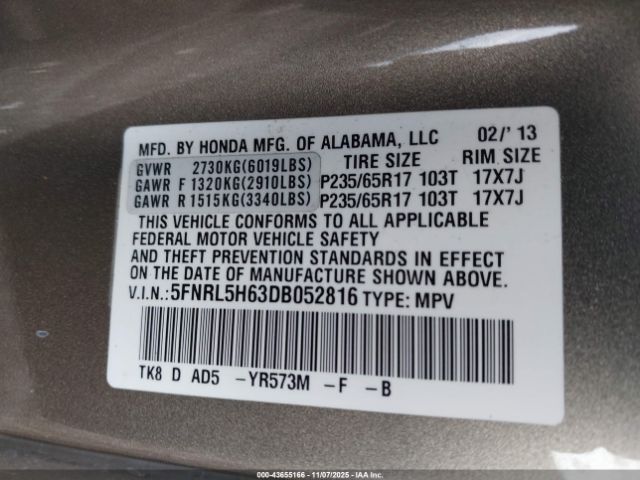 MFD. BY HONDA MFG. OF ALABAMA, LLC 02/' 13
GVWR 2730KG(6019LBS) TIRE SIZE RIM SIZE
GAWR F 1320KG(2910LBS) P235/65R17 103T 17X7J
GAWR R 1515KG(3340LBS) P235/65R17 103T 17X7J
THIS VEHICLE CONFORMS TO ALL APPLICABLE
FEDERAL MOTOR VEHICLE SAFETY
AND THEFT PREVENTION STANDARDS IN EFFECT
ON THE DATE OF MANUFACTURE SHOWN ABOVE.
V.I.N.: 5FNRL5H63DB052816 TYPE: MPV
TK8 D AD5 -YR573M -F -B
000-43655166 - 11/07/2025 - IAA Inc.